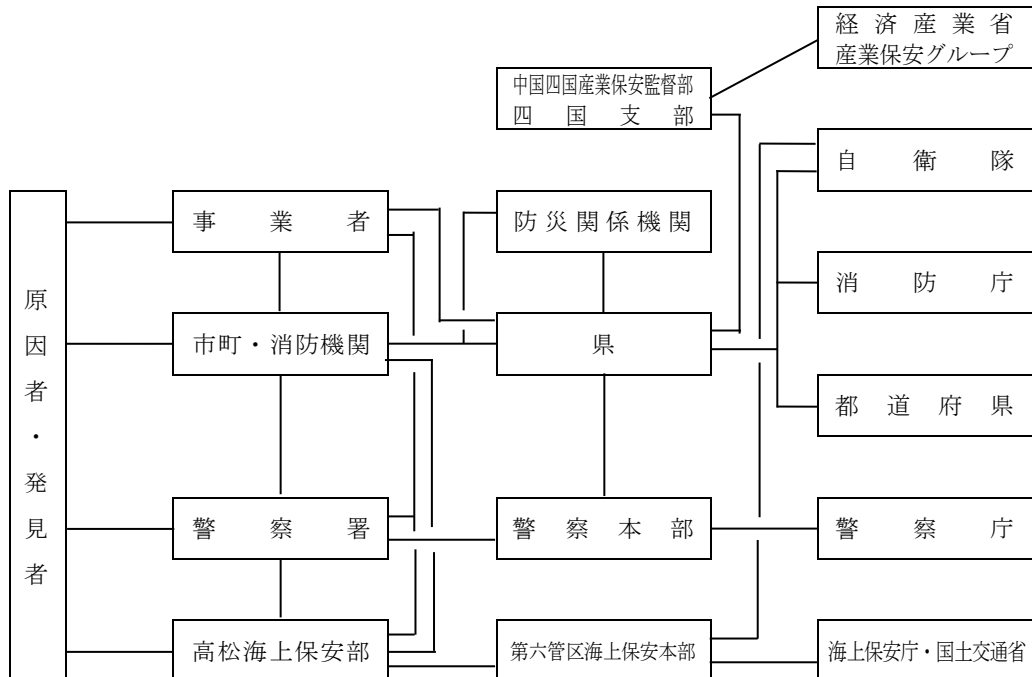 経済産業省
産業保安グループ
中国四国産業保安監督部
四国支部
自衛隊
事業者
防災関係機関
消防庁
原因者・発見者
市町・消防機関
県
都道府県
警察署
警察本部
警察庁
高松海上保安部
第六管区海上保安本部
海上保安庁・国土交通省